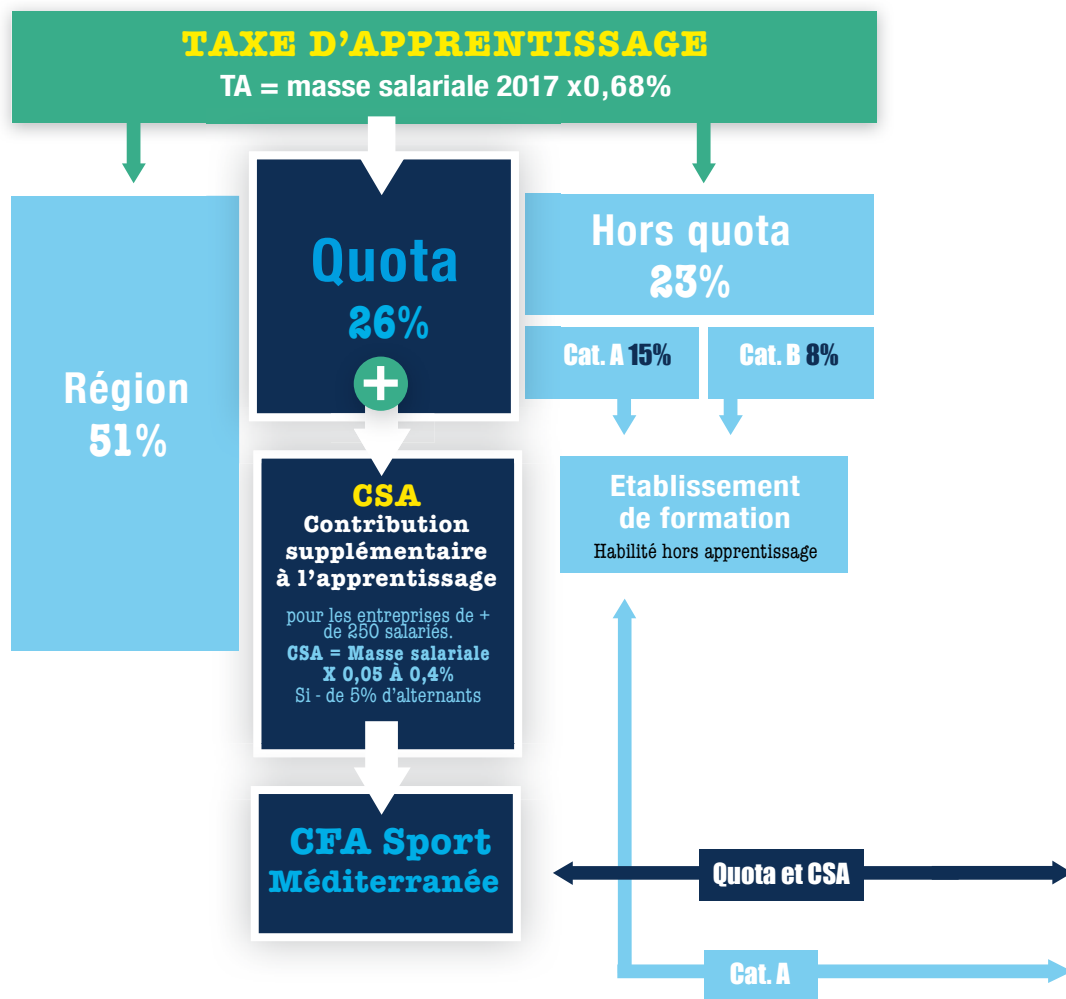 TAXE D’APPRENTISSAGE
TA = masse salariale 2017 x0,68%
Région
51%
Quota
26%
+
CSA
Contribution
supplémentaire
à l’apprentissage
pour les entreprises de +
de 250 salariés.
CSA = Masse salariale
X 0,05 À 0,4%
Si - de 5% d’alternants
CFA Sport
Méditerranée
Hors quota
23%
Cat. A 15%
Cat. B 8%
Etablissement
de formation
Habilité hors apprentissage
Quota et CSA
Cat. A